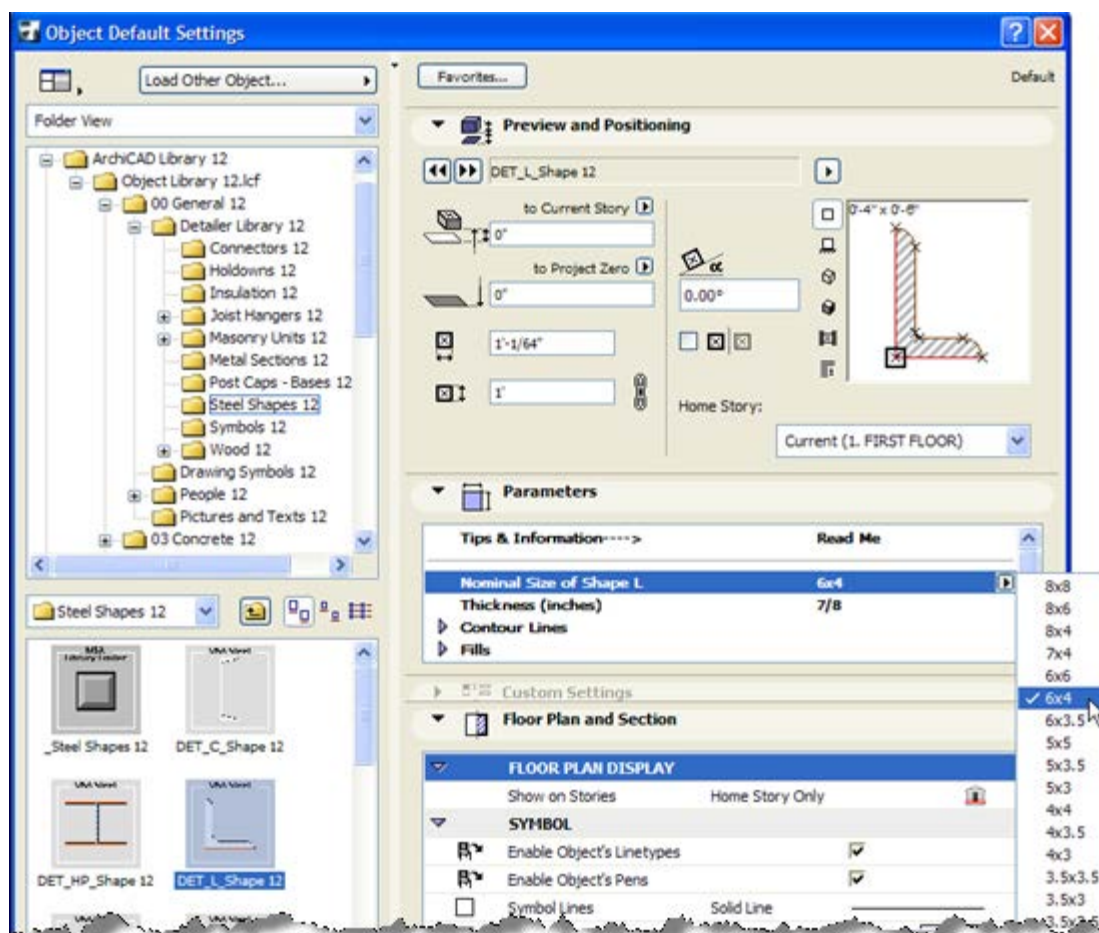 Object Default Settings
Load Other Object...
Folder View
ArchiCAD Library 12
Object Library 12.lcf
00 General 12
Detailer Library 12
Connectors 12
Holdowns 12
Insulation 12
Joist Hangers 12
Masonry Units 12
Metal Sections 12
Post Caps - Bases 12
Steel Shapes 12
Symbols 12
Wood 12
Drawing Symbols 12
People 12
Pictures and Texts 12
03 Concrete 12
Steel Shapes 12
_Steel Shapes 12
DET_C_Shape 12
DET_HP_Shape 12
DET_L_Shape 12
Favorites...
Default
Preview and Positioning
DET_L_Shape 12
to Current Story
0"
to Project Zero
0"
1'-1/64"
1'
α
0.00°
0'-4" x 0'-6"
Home Story:
Current (1. FIRST FLOOR)
Parameters
Tips & Information---->
Read Me
Nominal Size of Shape L
6x4
Thickness (inches)
7/8
Contour Lines
Fills
Custom Settings
Floor Plan and Section
FLOOR PLAN DISPLAY
Show on Stories
Home Story Only
SYMBOL
Enable Object's Linetypes
Enable Object's Pens
Symbol Lines
Solid Line
8x8
8x6
8x4
7x4
6x6
6x4
6x3.5
5x5
5x3.5
5x3
4x4
4x3.5
4x3
3.5x3.5
3.5x3